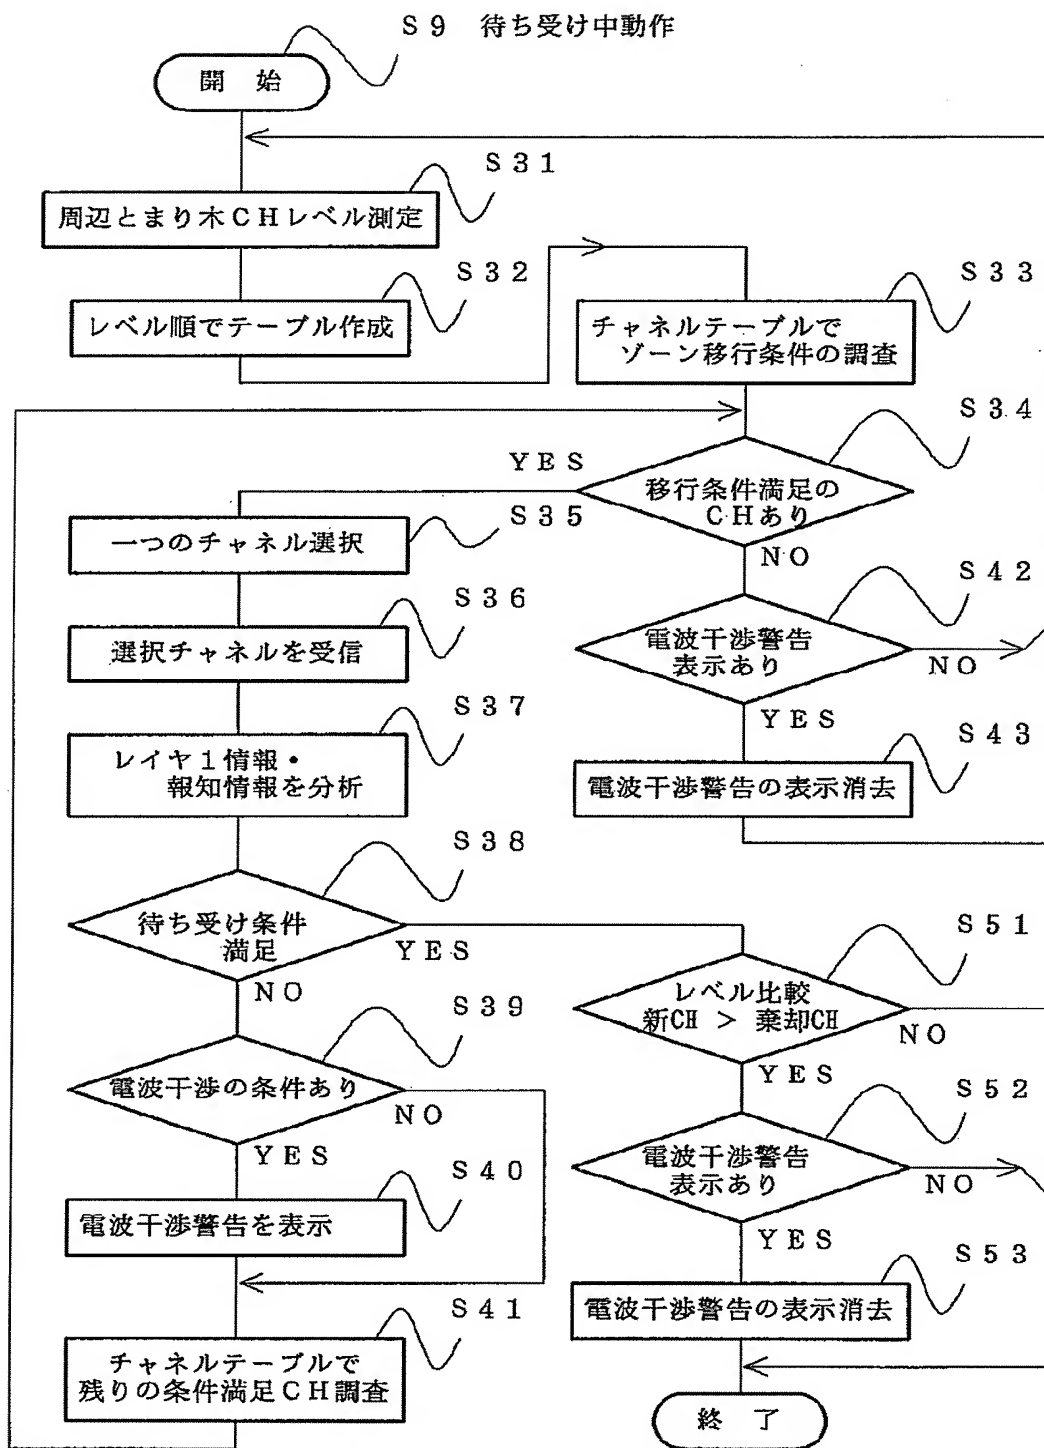 S9 待ち受け中動作
開 始
S31
周辺とまり木CHレベル測定
S32
レベル順でテーブル作成
S33
チャネルテーブルで
ゾーン移行条件の調査
S34
移行条件満足の
CHあり
YES
NO
S35
一つのチャネル選択
S36
選択チャネルを受信
S37
レイヤ1情報・
報知情報を分析
S38
待ち受け条件
満足
YES
NO
S39
電波干渉の条件あり
NO
YES
S40
電波干渉警告を表示
S41
チャネルテーブルで
残りの条件満足CH調査
S42
電波干渉警告
表示あり
NO
YES
S43
電波干渉警告の表示消去
S51
レベル比較
新CH > 棄却CH
NO
YES
S52
電波干渉警告
表示あり
NO
YES
S53
電波干渉警告の表示消去
終 了